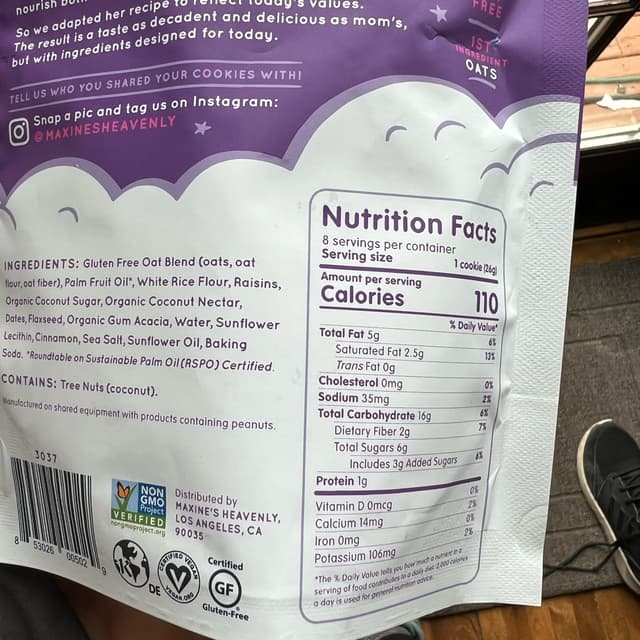 nourish
So we adapted her recipe to reflect today's values.
The result is a taste as decadent and delicious as mom's,
but with ingredients designed for today.
TELL US WHO YOU SHARED YOUR COOKIES WITH!
Snap a pic and tag us on Instagram:
@MAXINESHEAVENLY
FREE
1ST
INGREDIENT
OATS
INGREDIENTS: Gluten Free Oat Blend (oats, oat
flour, oat fiber), Palm Fruit Oil*, White Rice Flour, Raisins,
Organic Coconut Sugar, Organic Coconut Nectar,
Dates, Flaxseed, Organic Gum Acacia, Water, Sunflower
Lecithin, Cinnamon, Sea Salt, Sunflower Oil, Baking
Soda. *Roundtable on Sustainable Palm Oil (RSPO) Certified.
CONTAINS: Tree Nuts (coconut).
Manufactured on shared equipment with products containing peanuts.
3037
8 53026 00502 9
NON
GMO
Project
VERIFIED
nongmoproject.org
Distributed by
MAXINE'S HEAVENLY,
LOS ANGELES, CA
90035
K
DE
CERTIFIED VEGAN
V
VEGAN.ORG
Certified
GF
Gluten-Free
Nutrition Facts
8 servings per container
Serving size 1 cookie (26g)
Amount per serving
Calories 110
% Daily Value*
Total Fat 5g 6%
Saturated Fat 2.5g 13%
Trans Fat 0g
Cholesterol 0mg 0%
Sodium 35mg 2%
Total Carbohydrate 16g 6%
Dietary Fiber 2g 7%
Total Sugars 6g
Includes 3g Added Sugars 6%
Protein 1g
Vitamin D 0mcg 0%
Calcium 14mg 2%
Iron 0mg 0%
Potassium 106mg 2%
*The % Daily Value tells you how much a nutrient in a
serving of food contributes to a daily diet. 2,000 calories
a day is used for general nutrition advice.